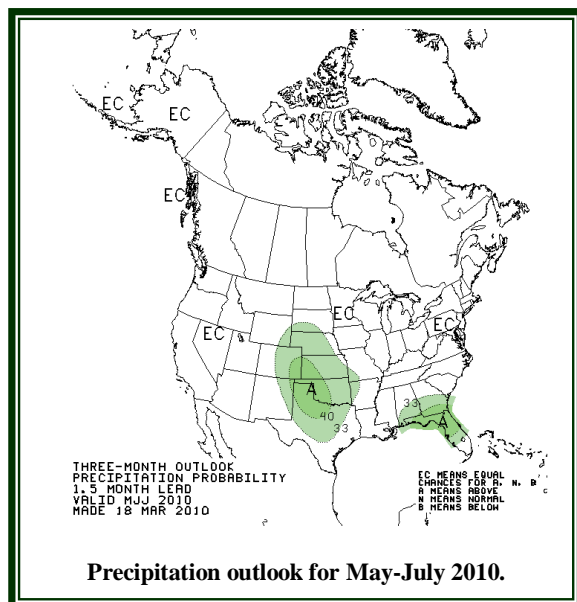 EC
EC
EC
EC
EC
EC
A
40
33
33
A
THREE-MONTH OUTLOOK
PRECIPITATION PROBABILITY
1.5 MONTH LEAD
VALID MJJ 2010
MADE 18 MAR 2010
EC MEANS EQUAL
CHANCES FOR A, N, B
A MEANS ABOVE
N MEANS NORMAL
B MEANS BELOW
Precipitation outlook for May-July 2010.